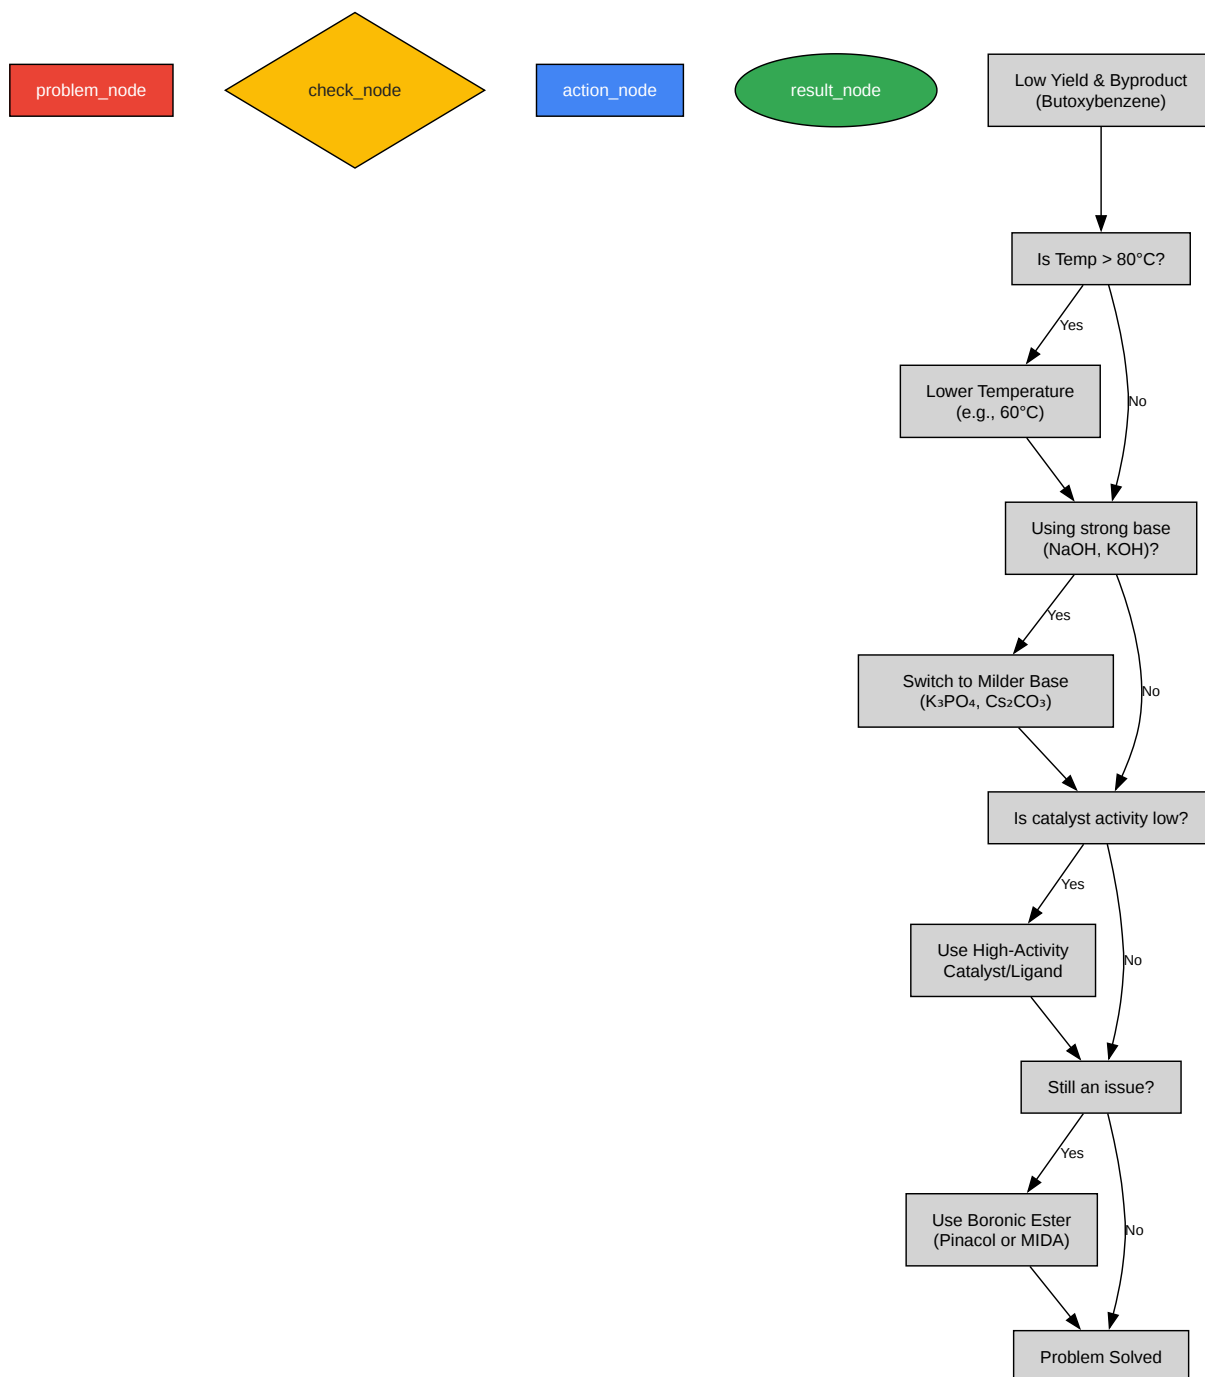 problem_node
check_node
action_node
result_node
Low Yield & Byproduct
(Butoxybenzene)
Is Temp > 80°C?
Yes
Lower Temperature
(e.g., 60°C)
No
Using strong base
(NaOH, KOH)?
Yes
Switch to Milder Base
(K₃PO₄, Cs₂CO₃)
No
Is catalyst activity low?
Yes
Use High-Activity
Catalyst/Ligand
No
Still an issue?
Yes
Use Boronic Ester
(Pinacol or MIDA)
No
Problem Solved